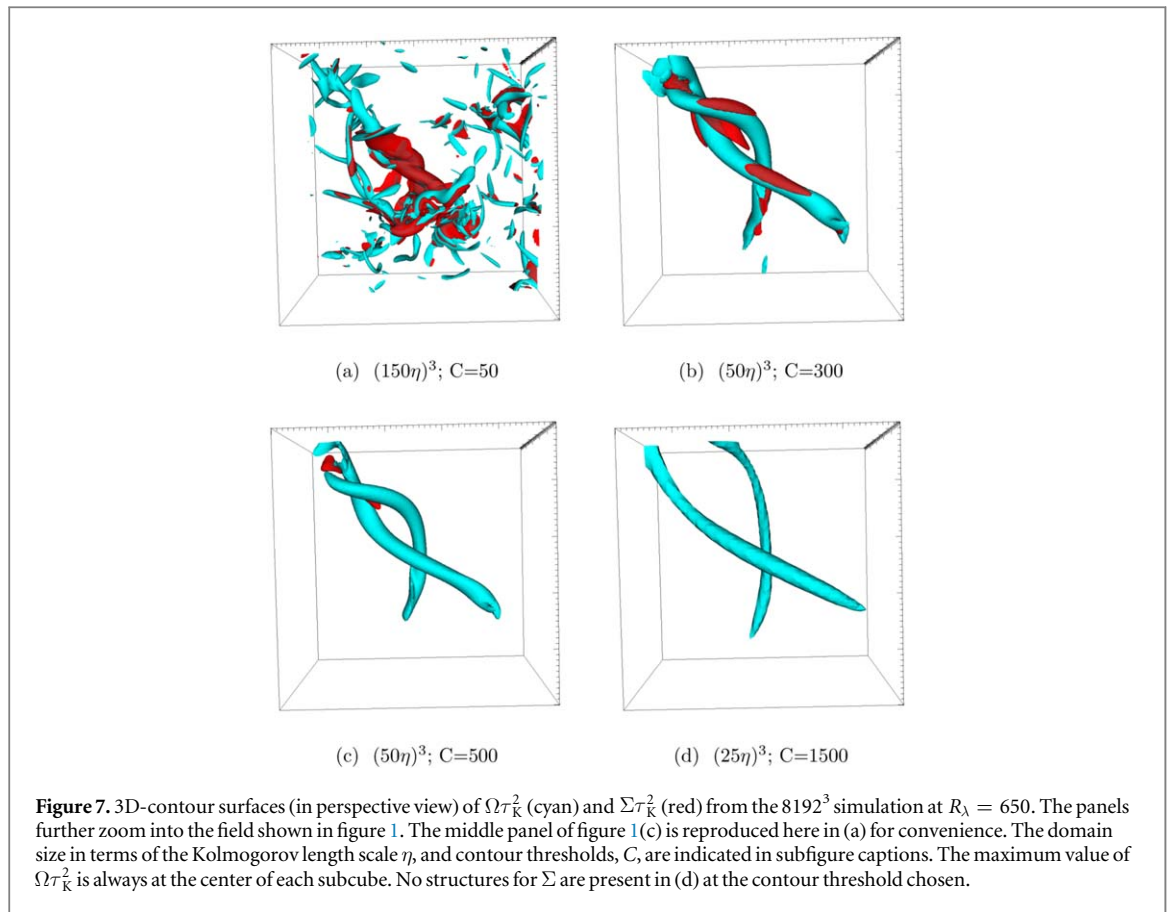 (a) (150η)³; C=50
(b) (50η)³; C=300
(c) (50η)³; C=500
(d) (25η)³; C=1500
Figure 7. 3D-contour surfaces (in perspective view) of Ωτ_K² (cyan) and Στ_K² (red) from the 8192³ simulation at R_λ = 650. The panels
further zoom into the field shown in figure 1. The middle panel of figure 1(c) is reproduced here in (a) for convenience. The domain
size in terms of the Kolmogorov length scale η, and contour thresholds, C, are indicated in subfigure captions. The maximum value of
Ωτ_K² is always at the center of each subcube. No structures for Σ are present in (d) at the contour threshold chosen.